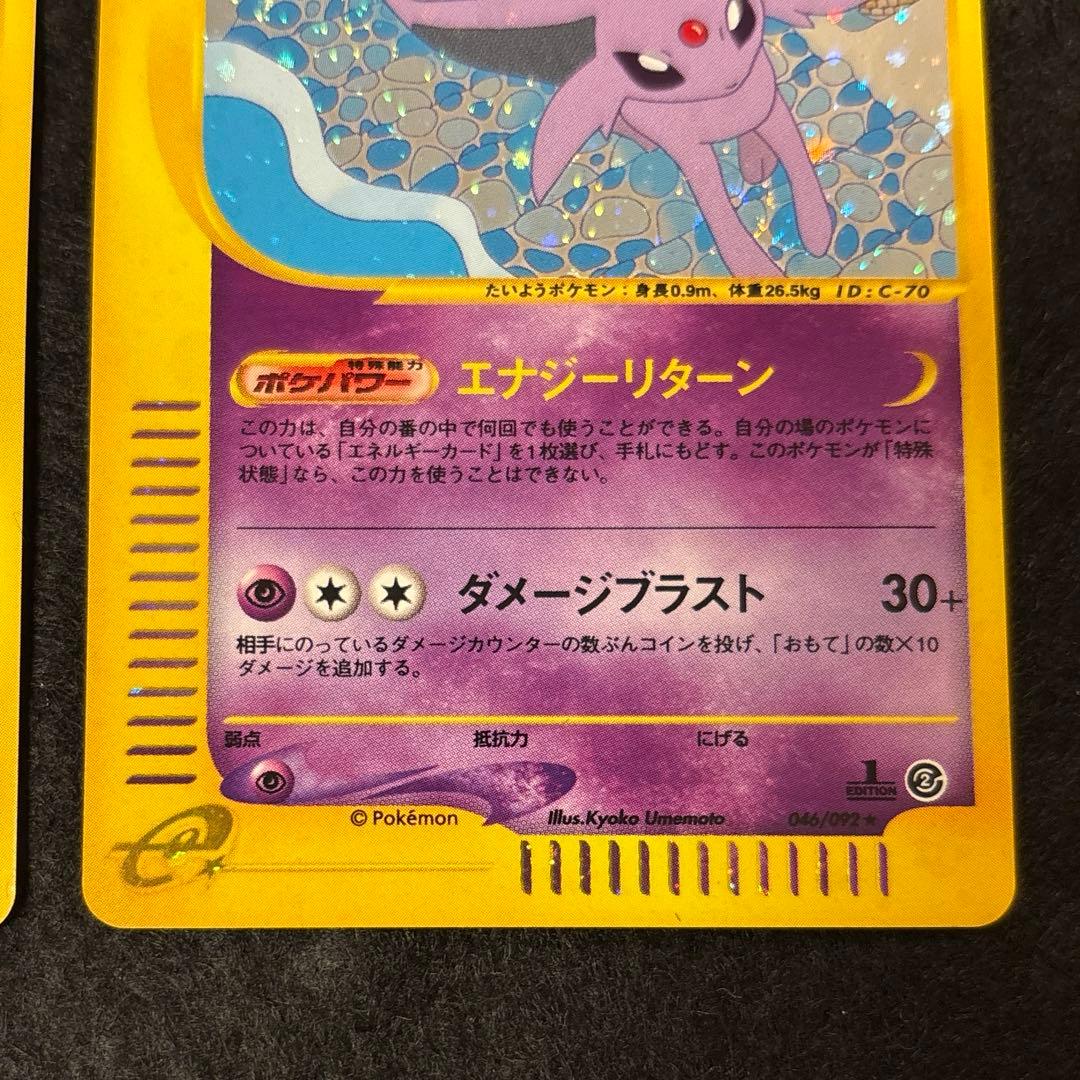 たいようポケモン：身長0.9m、体重26.5kg ID:C-70
特殊能力
ポケパワー エナジーリターン
この力は、自分の番の中で何回でも使うことができる。自分の場のポケモンに
ついている「エネルギーカード」を1枚選び、手札にもどす。このポケモンが「特殊
状態」なら、この力を使うことはできない。
ダメージブラスト 30+
相手にのっているダメージカウンターの数ぶんコインを投げ、「おもて」の数×10
ダメージを追加する。
弱点 抵抗力 にげる
1 EDITION 2
© Pokémon Illus.Kyoko Umemoto 046/092 ★
e